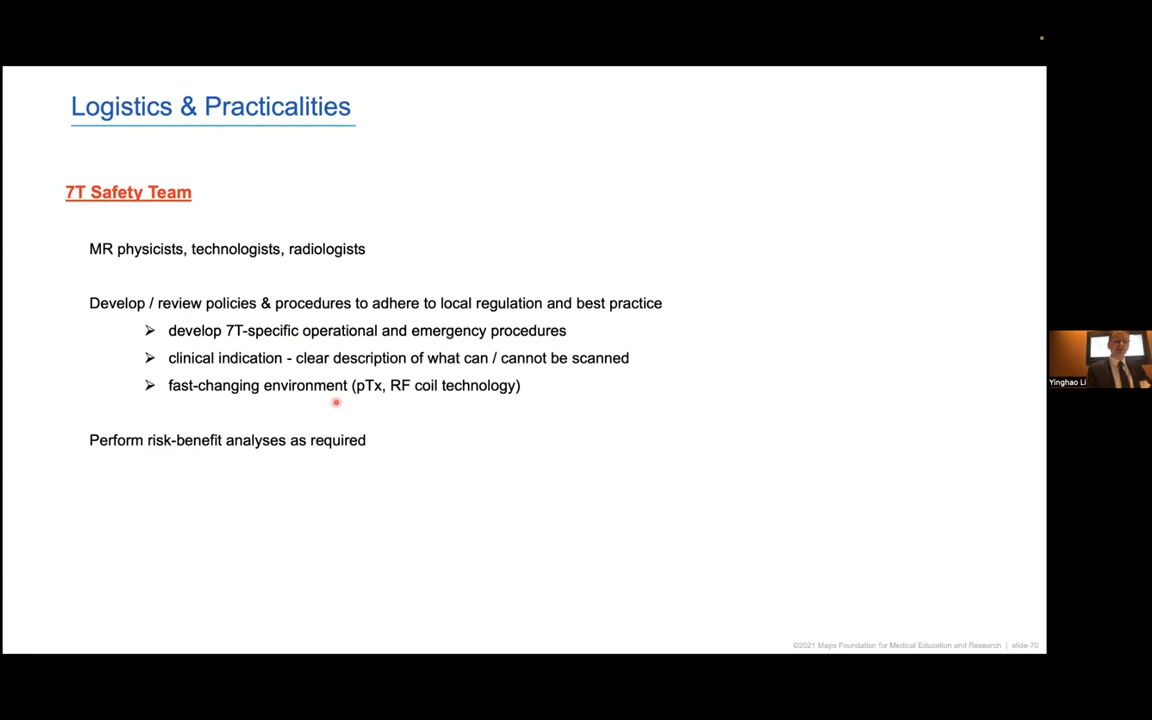 Logistics & Practicalities
7T Safety Team
MR physicists, technologists, radiologists
Develop / review policies & procedures to adhere to local regulation and best practice
➢ develop 7T-specific operational and emergency procedures
➢ clinical indication - clear description of what can / cannot be scanned
➢ fast-changing environment (pTx, RF coil technology)
Perform risk-benefit analyses as required
Yinghao Li
©2021 Mayo Foundation for Medical Education and Research | slide-70